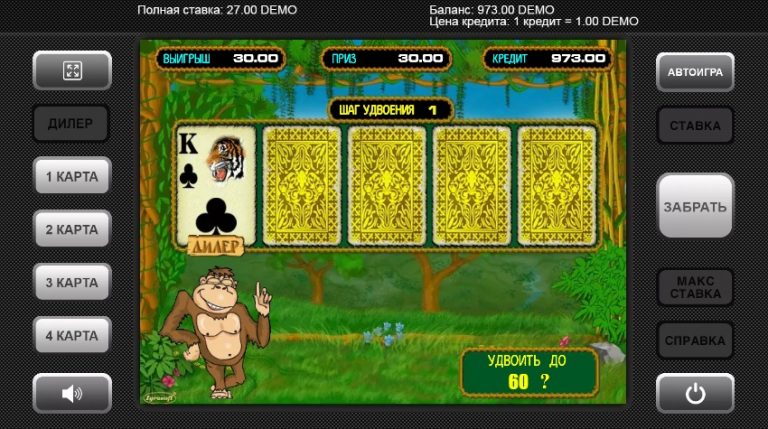 Полная ставка: 27.00 DEMO
Баланс: 973.00 DEMO
Цена кредита: 1 кредит = 1.00 DEMO
ВЫИГРЫШ 30.00
ПРИЗ 30.00
КРЕДИТ 973.00
АВТОИГРА
ШАГ УДВОЕНИЯ 1
ДИЛЕР
СТАВКА
K
1 КАРТА
ЗАБРАТЬ
2 КАРТА
ДИЛЕР
3 КАРТА
МАКС
СТАВКА
4 КАРТА
СПРАВКА
УДВОИТЬ ДО
60 ?
Igrosoft